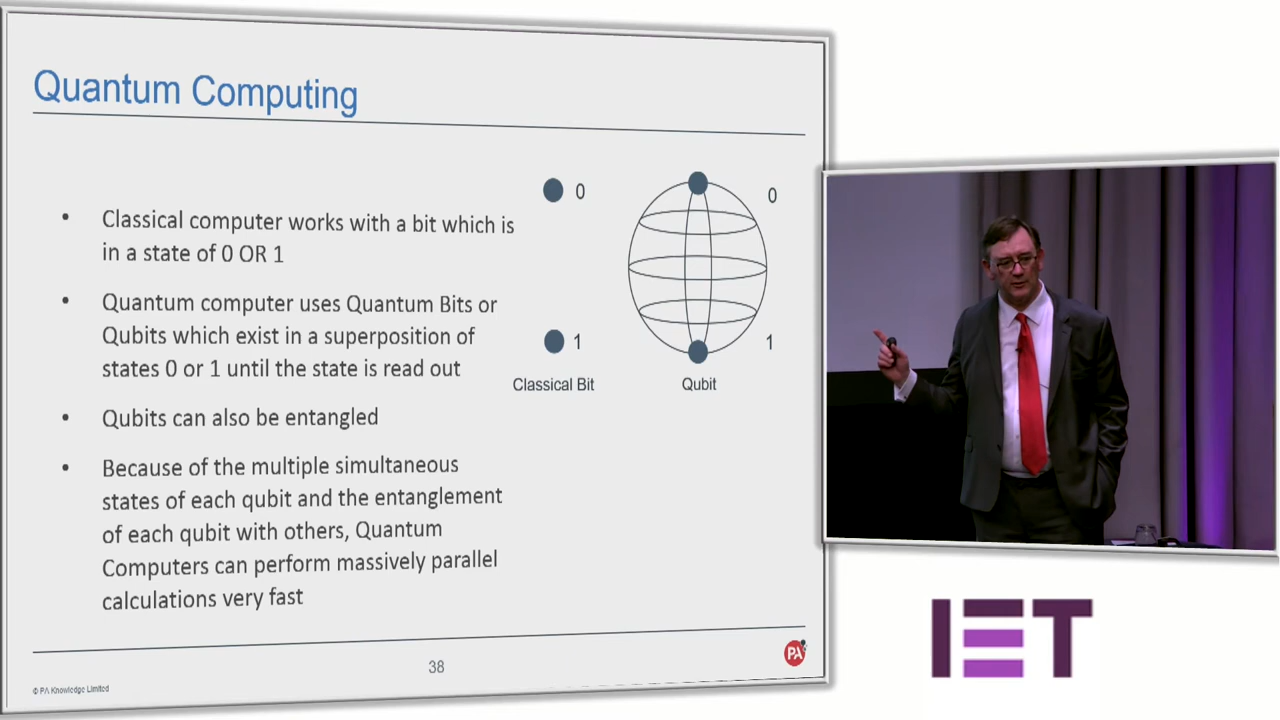 Quantum Computing
Classical computer works with a bit which is
in a state of 0 OR 1
Quantum computer uses Quantum Bits or
Qubits which exist in a superposition of
states 0 or 1 until the state is read out
Qubits can also be entangled
Because of the multiple simultaneous
states of each qubit and the entanglement
of each qubit with others, Quantum
Computers can perform massively parallel
calculations very fast
0
1
Classical Bit
0
1
Qubit
38
© PA Knowledge Limited
PA
IET